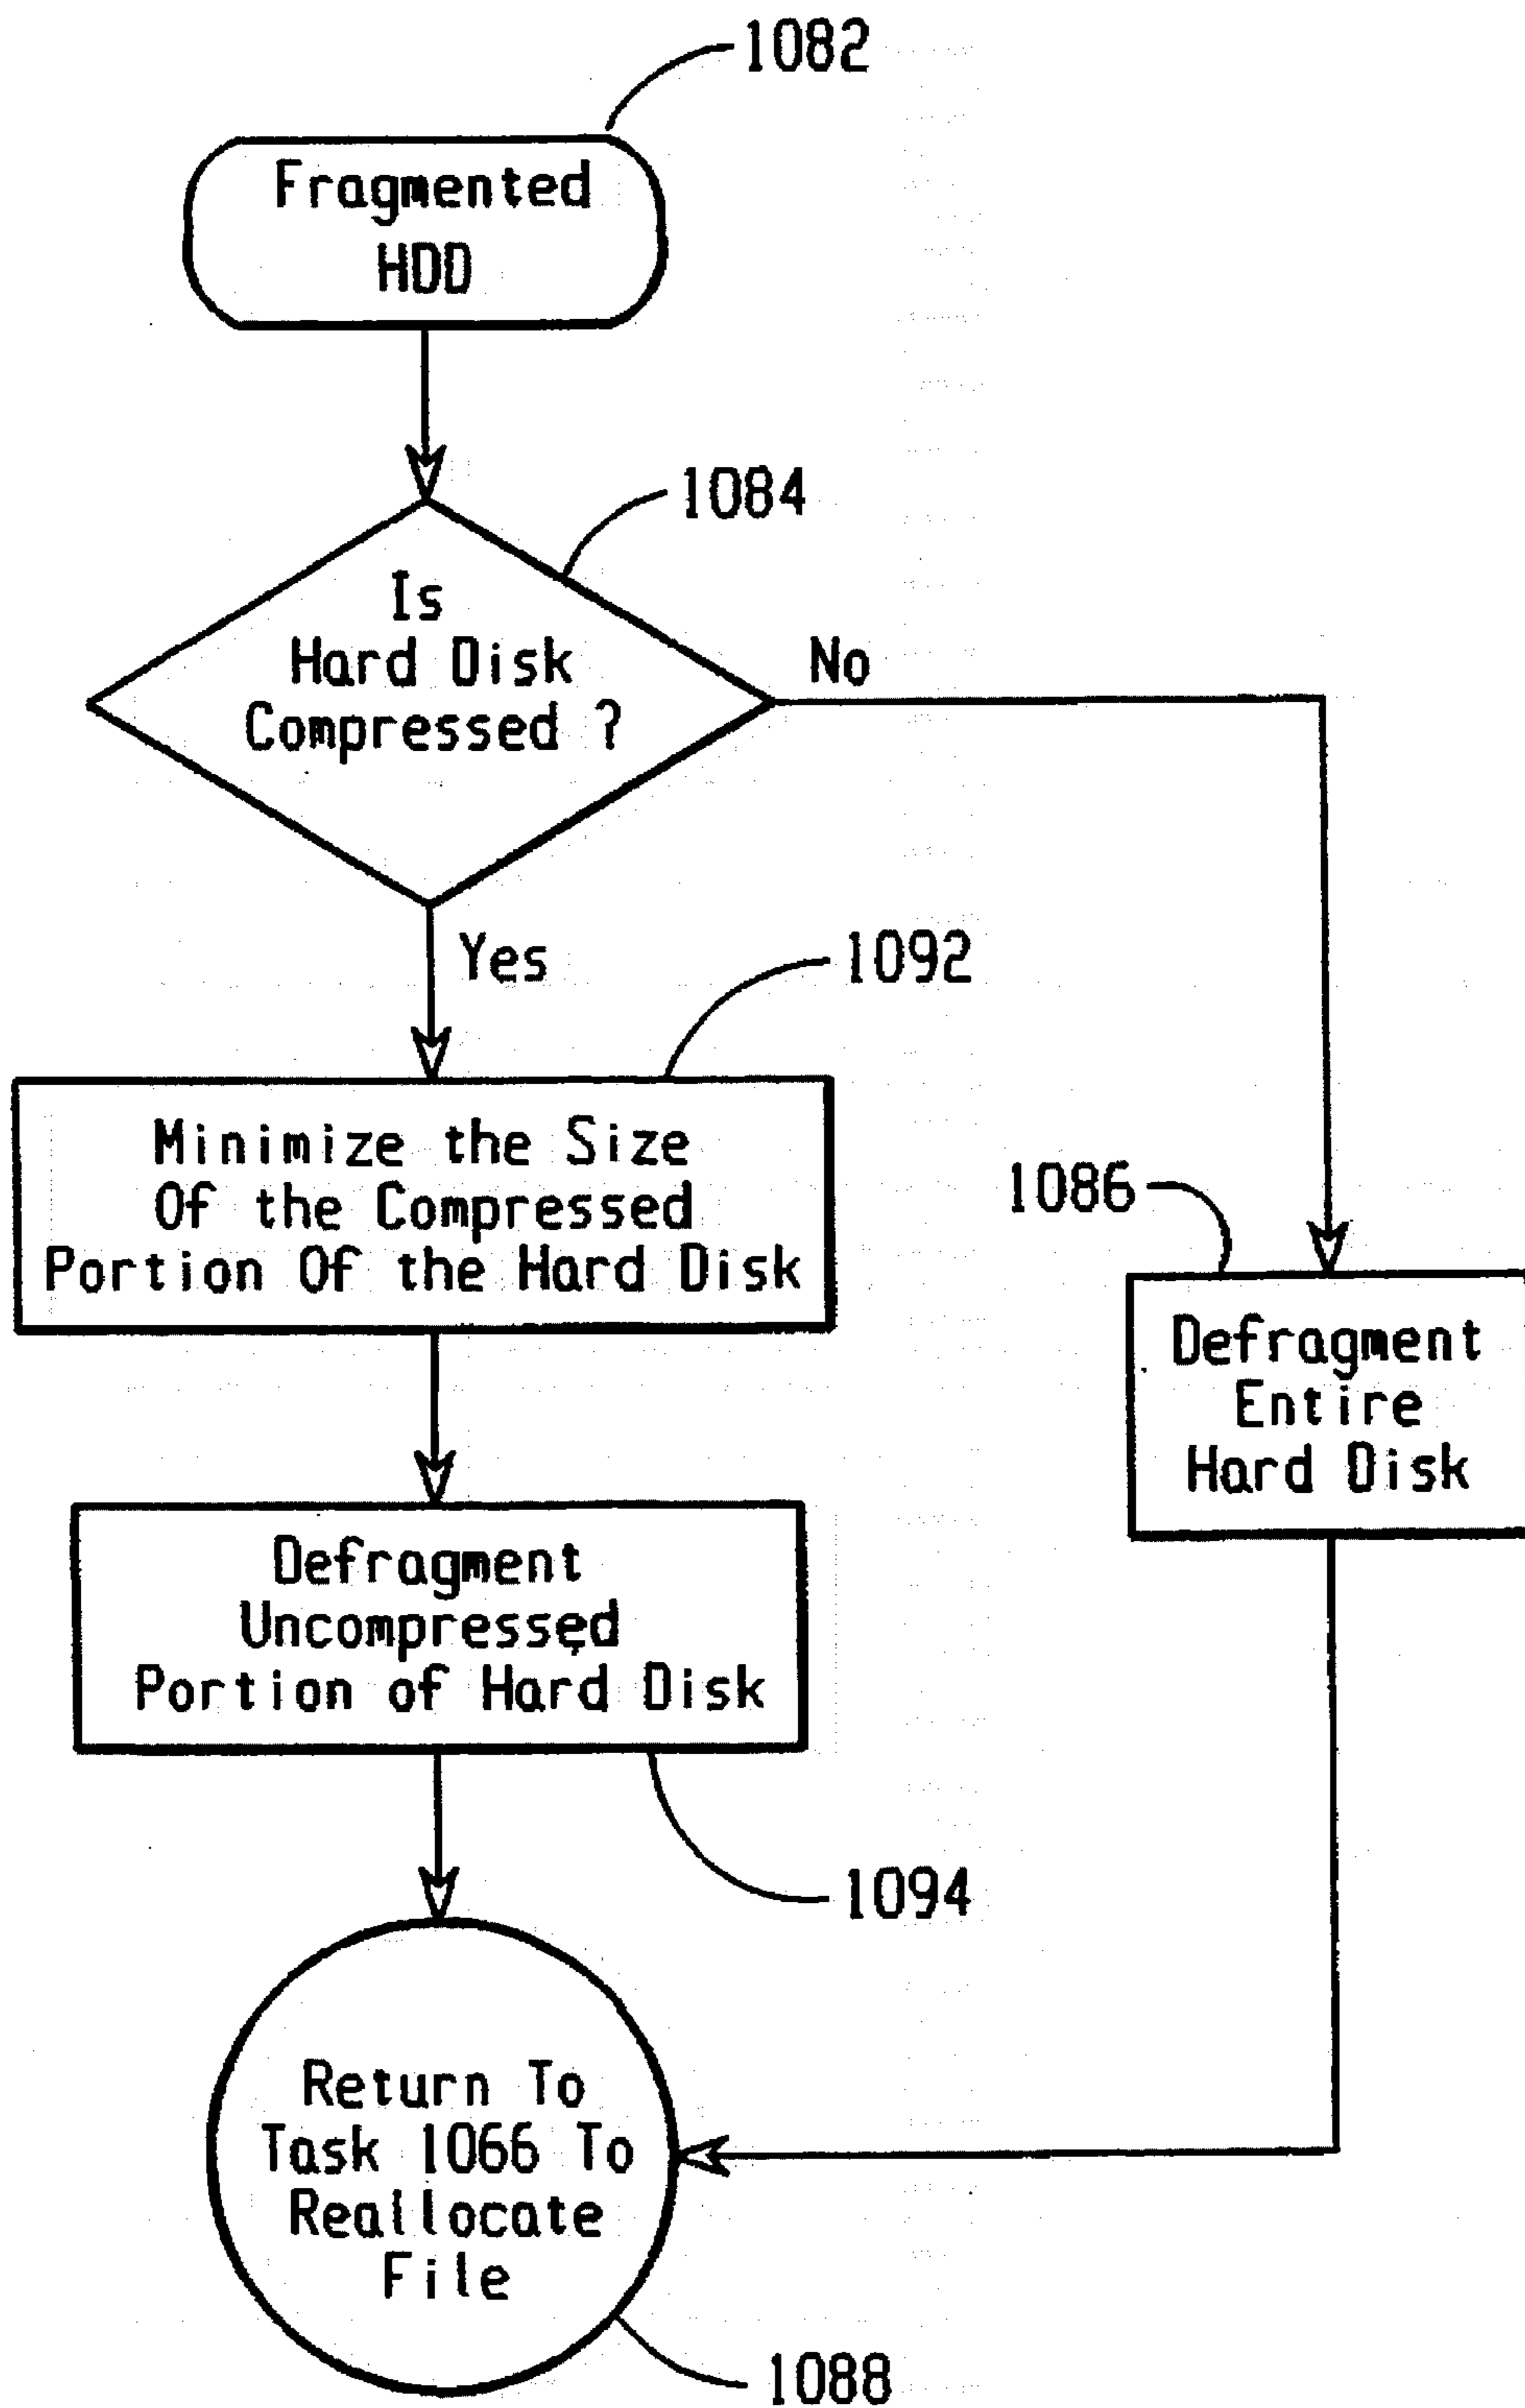 1082
Fragmented
HDD
1084
Is
Hard Disk
Compressed ?
No
Yes
1092
Minimize the Size
Of the Compressed
Portion Of the Hard Disk
1086
Defragment
Entire
Hard Disk
Defragment
Uncompressed
Portion of Hard Disk
1094
Return To
Task 1066 To
Reallocate
File
1088